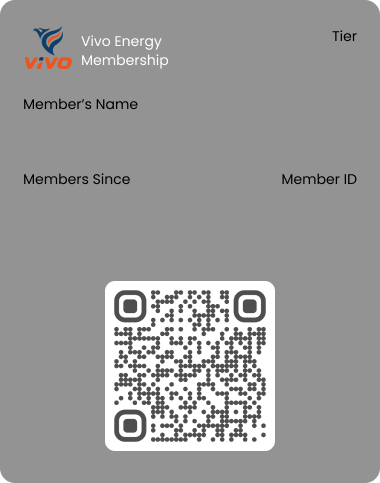 Vivo Energy
Membership
Tier
VIVO
Member's Name
Members Since
Member ID